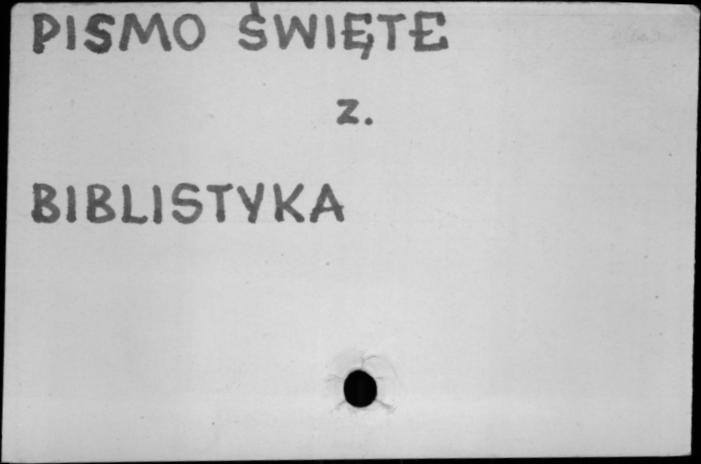 PISMO ŚWIĘTE
z.
BIBLISTYKA